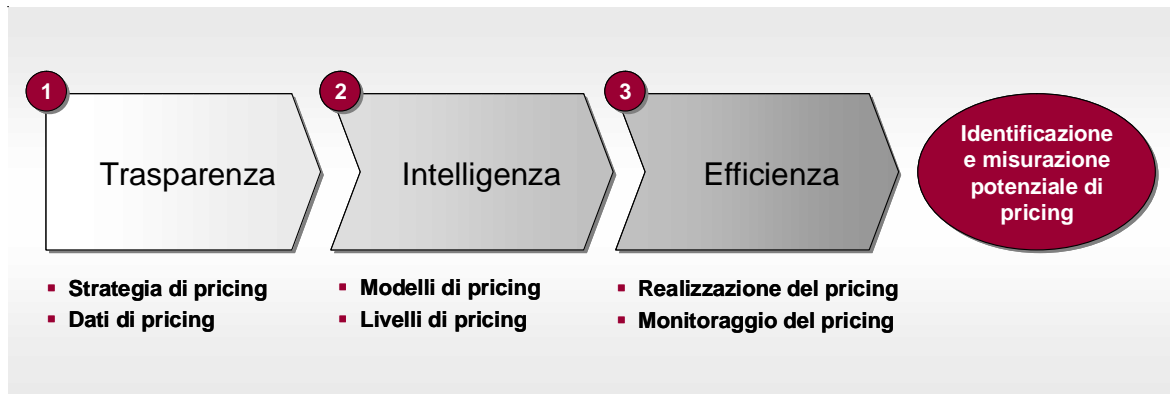 1
Trasparenza
▪ Strategia di pricing
▪ Dati di pricing
2
Intelligenza
▪ Modelli di pricing
▪ Livelli di pricing
3
Efficienza
▪ Realizzazione del pricing
▪ Monitoraggio del pricing
Identificazione
e misurazione
potenziale di
pricing